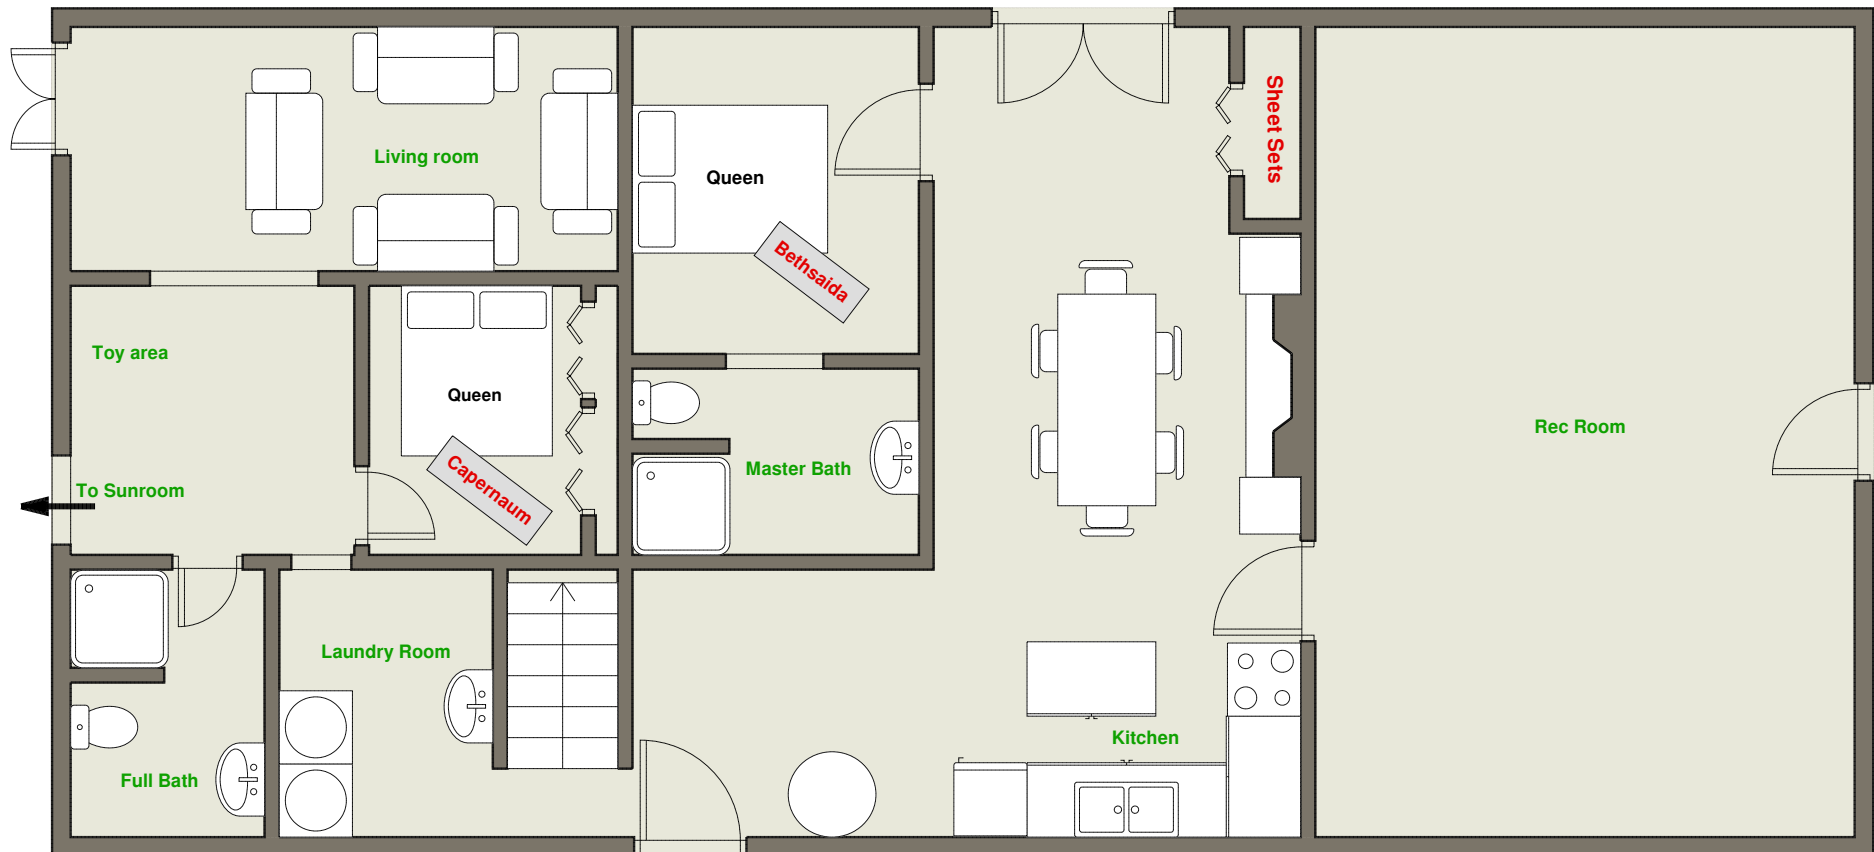 Living room
Queen
Bethsaida
Sheet Sets
Toy area
Queen
Capernaum
To Sunroom
Master Bath
Rec Room
Laundry Room
Full Bath
Kitchen